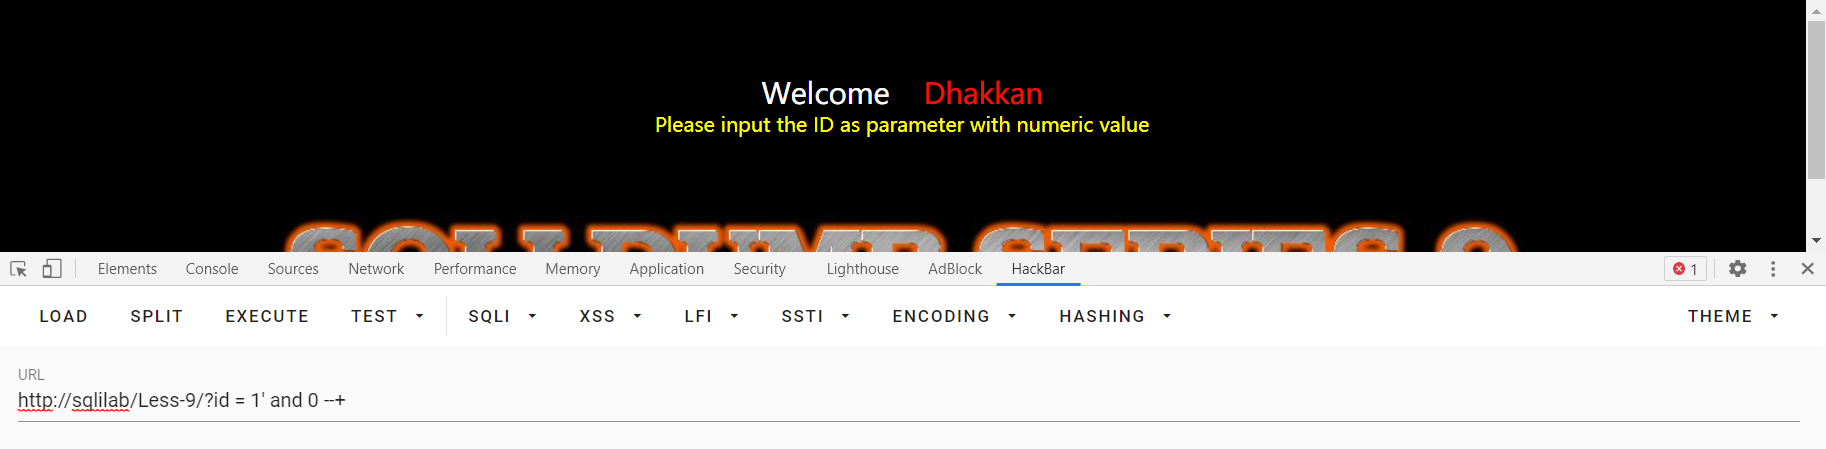 Welcome Dhakkan
Please input the ID as parameter with numeric value
Elements Console Sources Network Performance Memory Application Security Lighthouse AdBlock HackBar 1
LOAD SPLIT EXECUTE TEST SQLI XSS LFI SSTI ENCODING HASHING THEME
URL
http://sqlilab/Less-9/?id = 1' and 0 --+